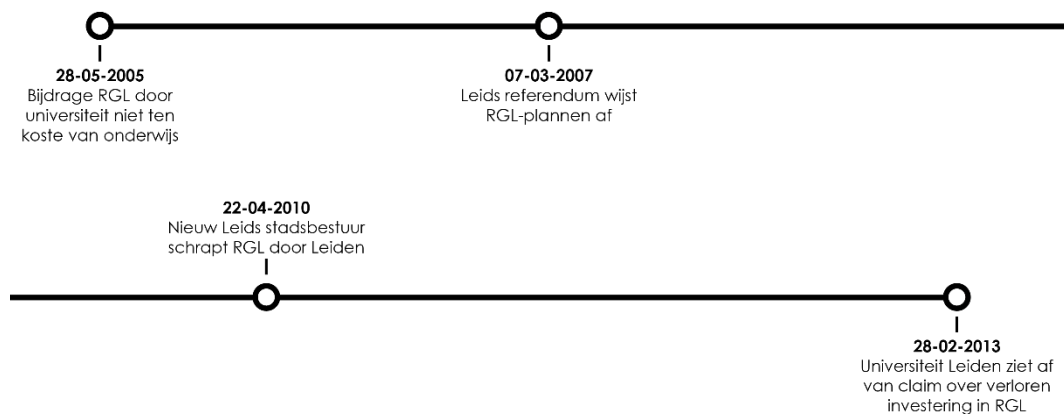 28-05-2005
Bijdrage RGL door
universiteit niet ten
koste van onderwijs
07-03-2007
Leids referendum wijst
RGL-plannen af
22-04-2010
Nieuw Leids stadsbestuur
schrapt RGL door Leiden
28-02-2013
Universiteit Leiden ziet af
van claim over verloren
investering in RGL